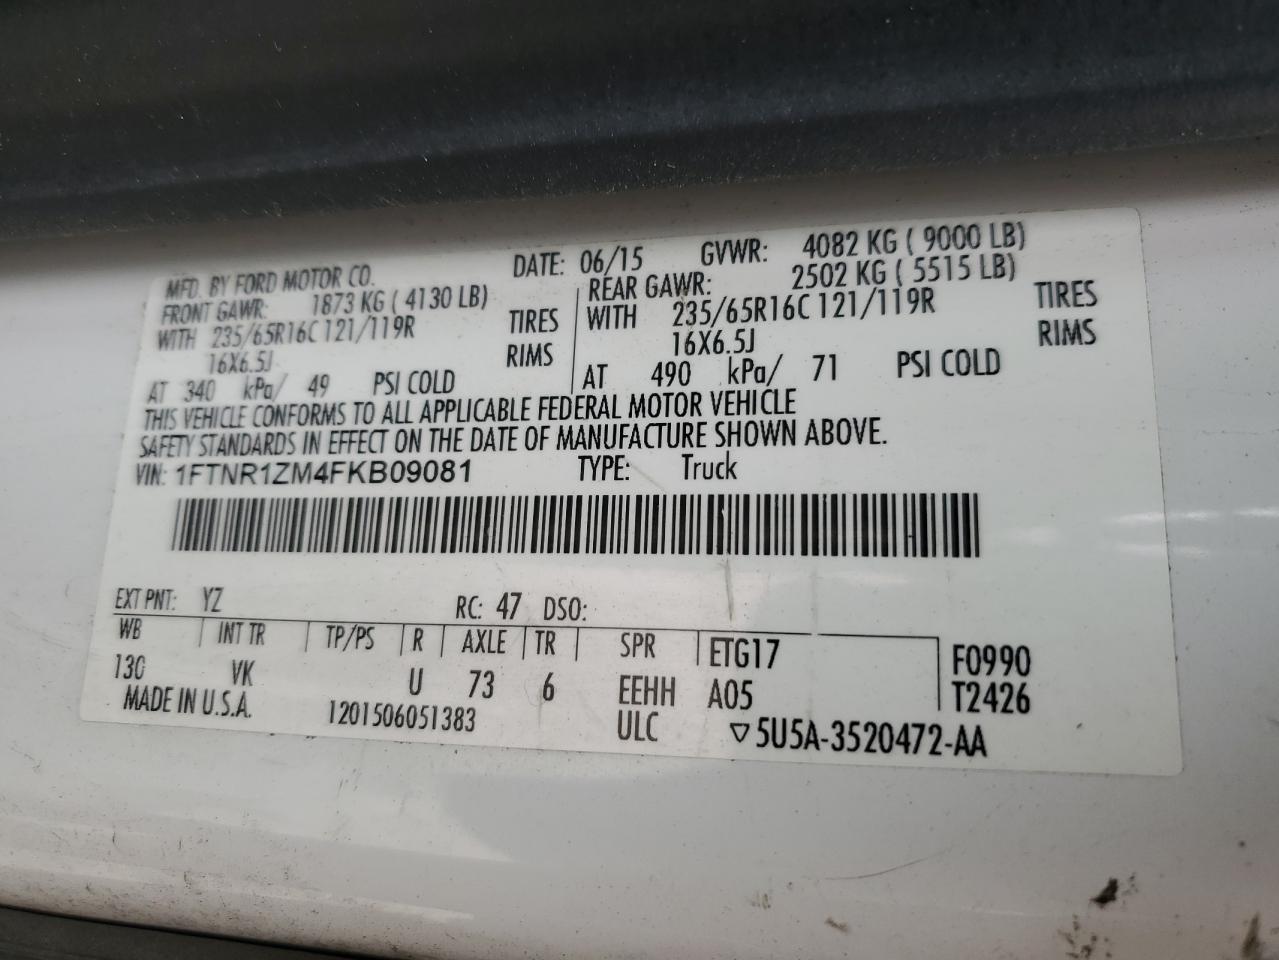 MFD. BY FORD MOTOR CO. DATE: 06/15 GVWR: 4082 KG ( 9000 LB)
FRONT GAWR: 1873 KG ( 4130 LB) REAR GAWR: 2502 KG ( 5515 LB)
WITH 235/65R16C 121/119R TIRES WITH 235/65R16C 121/119R TIRES
16X6.5J RIMS 16X6.5J RIMS
AT 340 kPa/ 49 PSI COLD AT 490 kPa/ 71 PSI COLD
THIS VEHICLE CONFORMS TO ALL APPLICABLE FEDERAL MOTOR VEHICLE
SAFETY STANDARDS IN EFFECT ON THE DATE OF MANUFACTURE SHOWN ABOVE.
VIN: 1FTNR1ZM4FKB09081 TYPE: Truck
EXT PNT: YZ RC: 47 DSO:
WB INT TR TP/PS R AXLE TR SPR ETG17 F0990
130 VK U 73 6 EEHH A05 T2426
MADE IN U.S.A. 1201506051383 ULC ▽5U5A-3520472-AA